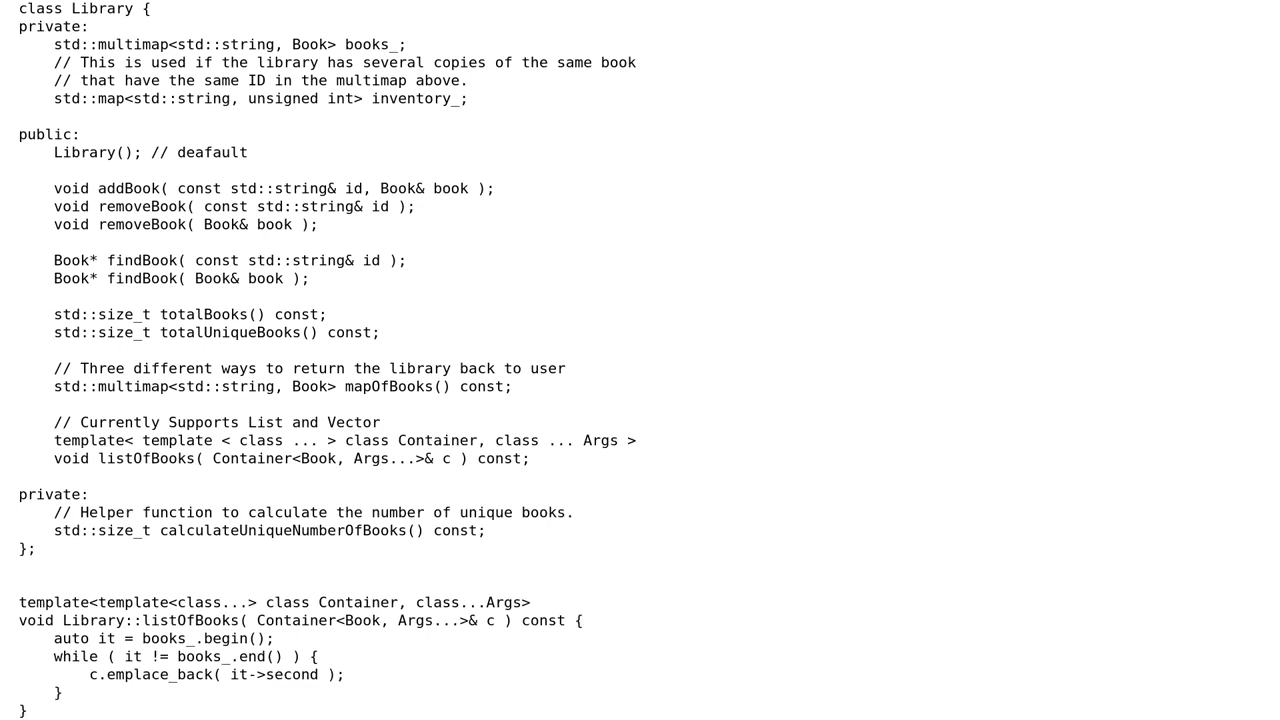 class Library {
private:
    std::multimap<std::string, Book> books_;
    // This is used if the library has several copies of the same book
    // that have the same ID in the multimap above.
    std::map<std::string, unsigned int> inventory_;

public:
    Library(); // deafault

    void addBook( const std::string& id, Book& book );
    void removeBook( const std::string& id );
    void removeBook( Book& book );

    Book* findBook( const std::string& id );
    Book* findBook( Book& book );

    std::size_t totalBooks() const;
    std::size_t totalUniqueBooks() const;

    // Three different ways to return the library back to user
    std::multimap<std::string, Book> mapOfBooks() const;

    // Currently Supports List and Vector
    template< template < class ... > class Container, class ... Args >
    void listOfBooks( Container<Book, Args...>& c ) const;

private:
    // Helper function to calculate the number of unique books.
    std::size_t calculateUniqueNumberOfBooks() const;
};


template<template<class...> class Container, class...Args>
void Library::listOfBooks( Container<Book, Args...>& c ) const {
    auto it = books_.begin();
    while ( it != books_.end() ) {
        c.emplace_back( it->second );
    }
}